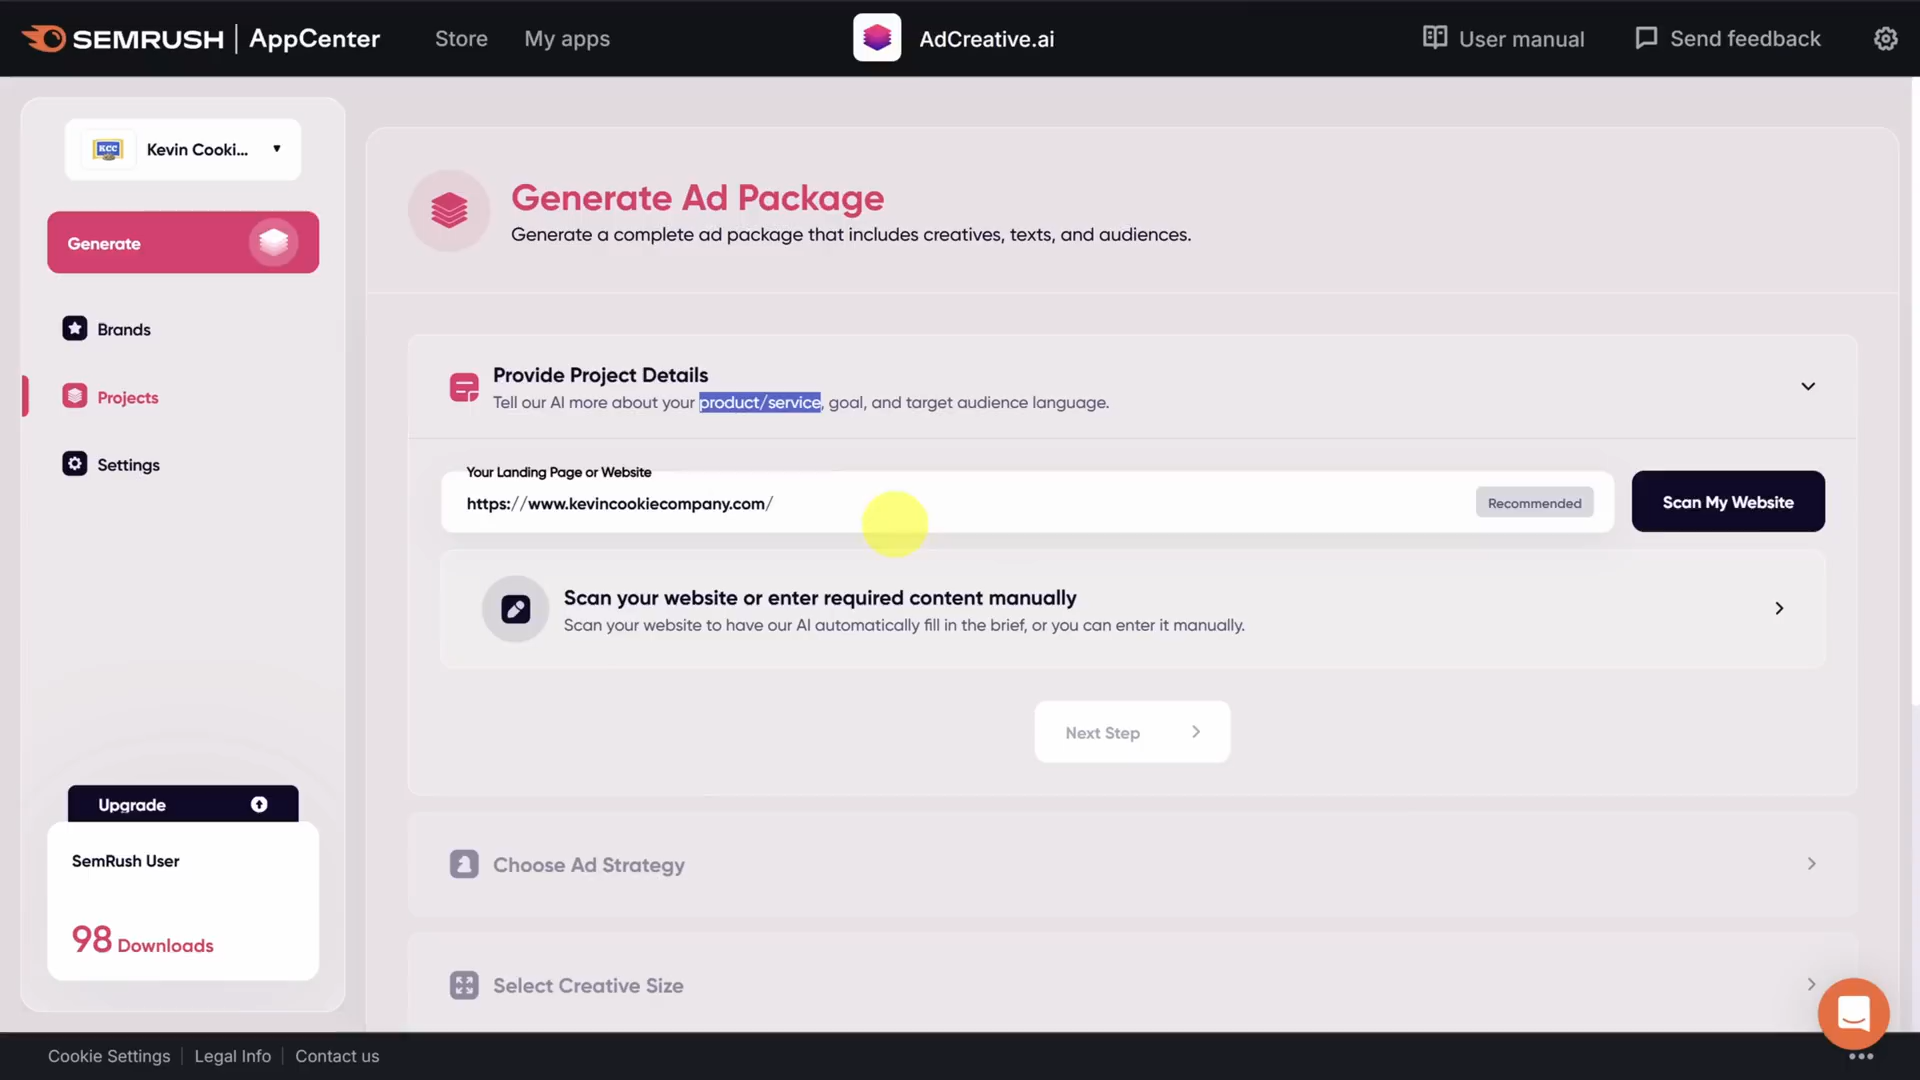 SEMRUSH | AppCenter
Store
My apps
AdCreative.ai
User manual
Send feedback
KCC
Kevin Cooki...
Generate
Brands
Projects
Settings
Upgrade
SemRush User
98 Downloads
Generate Ad Package
Generate a complete ad package that includes creatives, texts, and audiences.
Provide Project Details
Tell our AI more about your product/service, goal, and target audience language.
Your Landing Page or Website
https://www.kevincookiecompany.com/
Recommended
Scan My Website
Scan your website or enter required content manually
Scan your website to have our AI automatically fill in the brief, or you can enter it manually.
Next Step
Choose Ad Strategy
Select Creative Size
Cookie Settings
Legal Info
Contact us